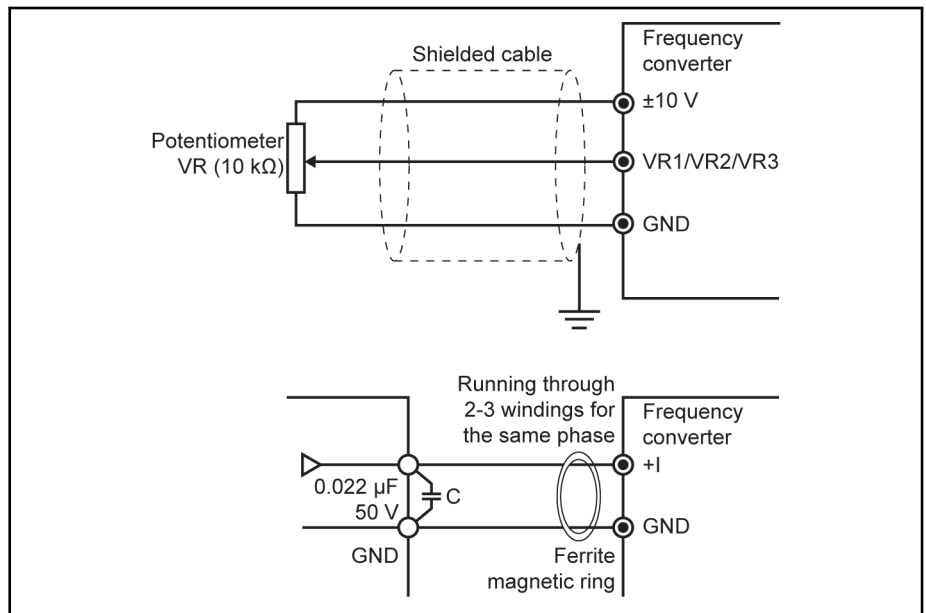 Shielded cable
Frequency
converter
±10 V
Potentiometer
VR (10 kΩ)
VR1/VR2/VR3
GND
Running through
2-3 windings for
the same phase
Frequency
converter
+I
0.022 µF
50 V
C
GND
GND
Ferrite
magnetic ring